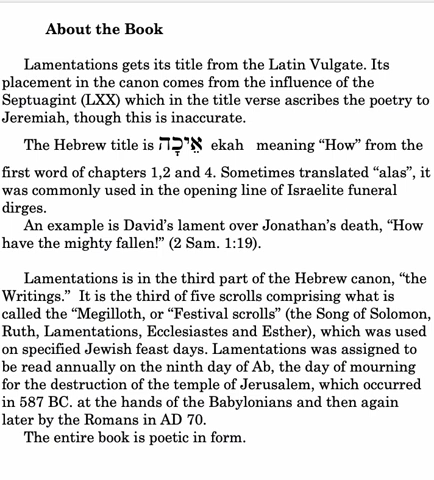 About the Book
Lamentations gets its title from the Latin Vulgate. Its
placement in the canon comes from the influence of the
Septuagint (LXX) which in the title verse ascribes the poetry to
Jeremiah, though this is inaccurate.
The Hebrew title is אֵיכָה ekah meaning “How” from the
first word of chapters 1,2 and 4. Sometimes translated “alas”, it
was commonly used in the opening line of Israelite funeral
dirges.
An example is David’s lament over Jonathan’s death, “How
have the mighty fallen!” (2 Sam. 1:19).
Lamentations is in the third part of the Hebrew canon, “the
Writings.” It is the third of five scrolls comprising what is
called the “Megilloth, or “Festival scrolls” (the Song of Solomon,
Ruth, Lamentations, Ecclesiastes and Esther), which was used
on specified Jewish feast days. Lamentations was assigned to
be read annually on the ninth day of Ab, the day of mourning
for the destruction of the temple of Jerusalem, which occurred
in 587 BC. at the hands of the Babylonians and then again
later by the Romans in AD 70.
The entire book is poetic in form.